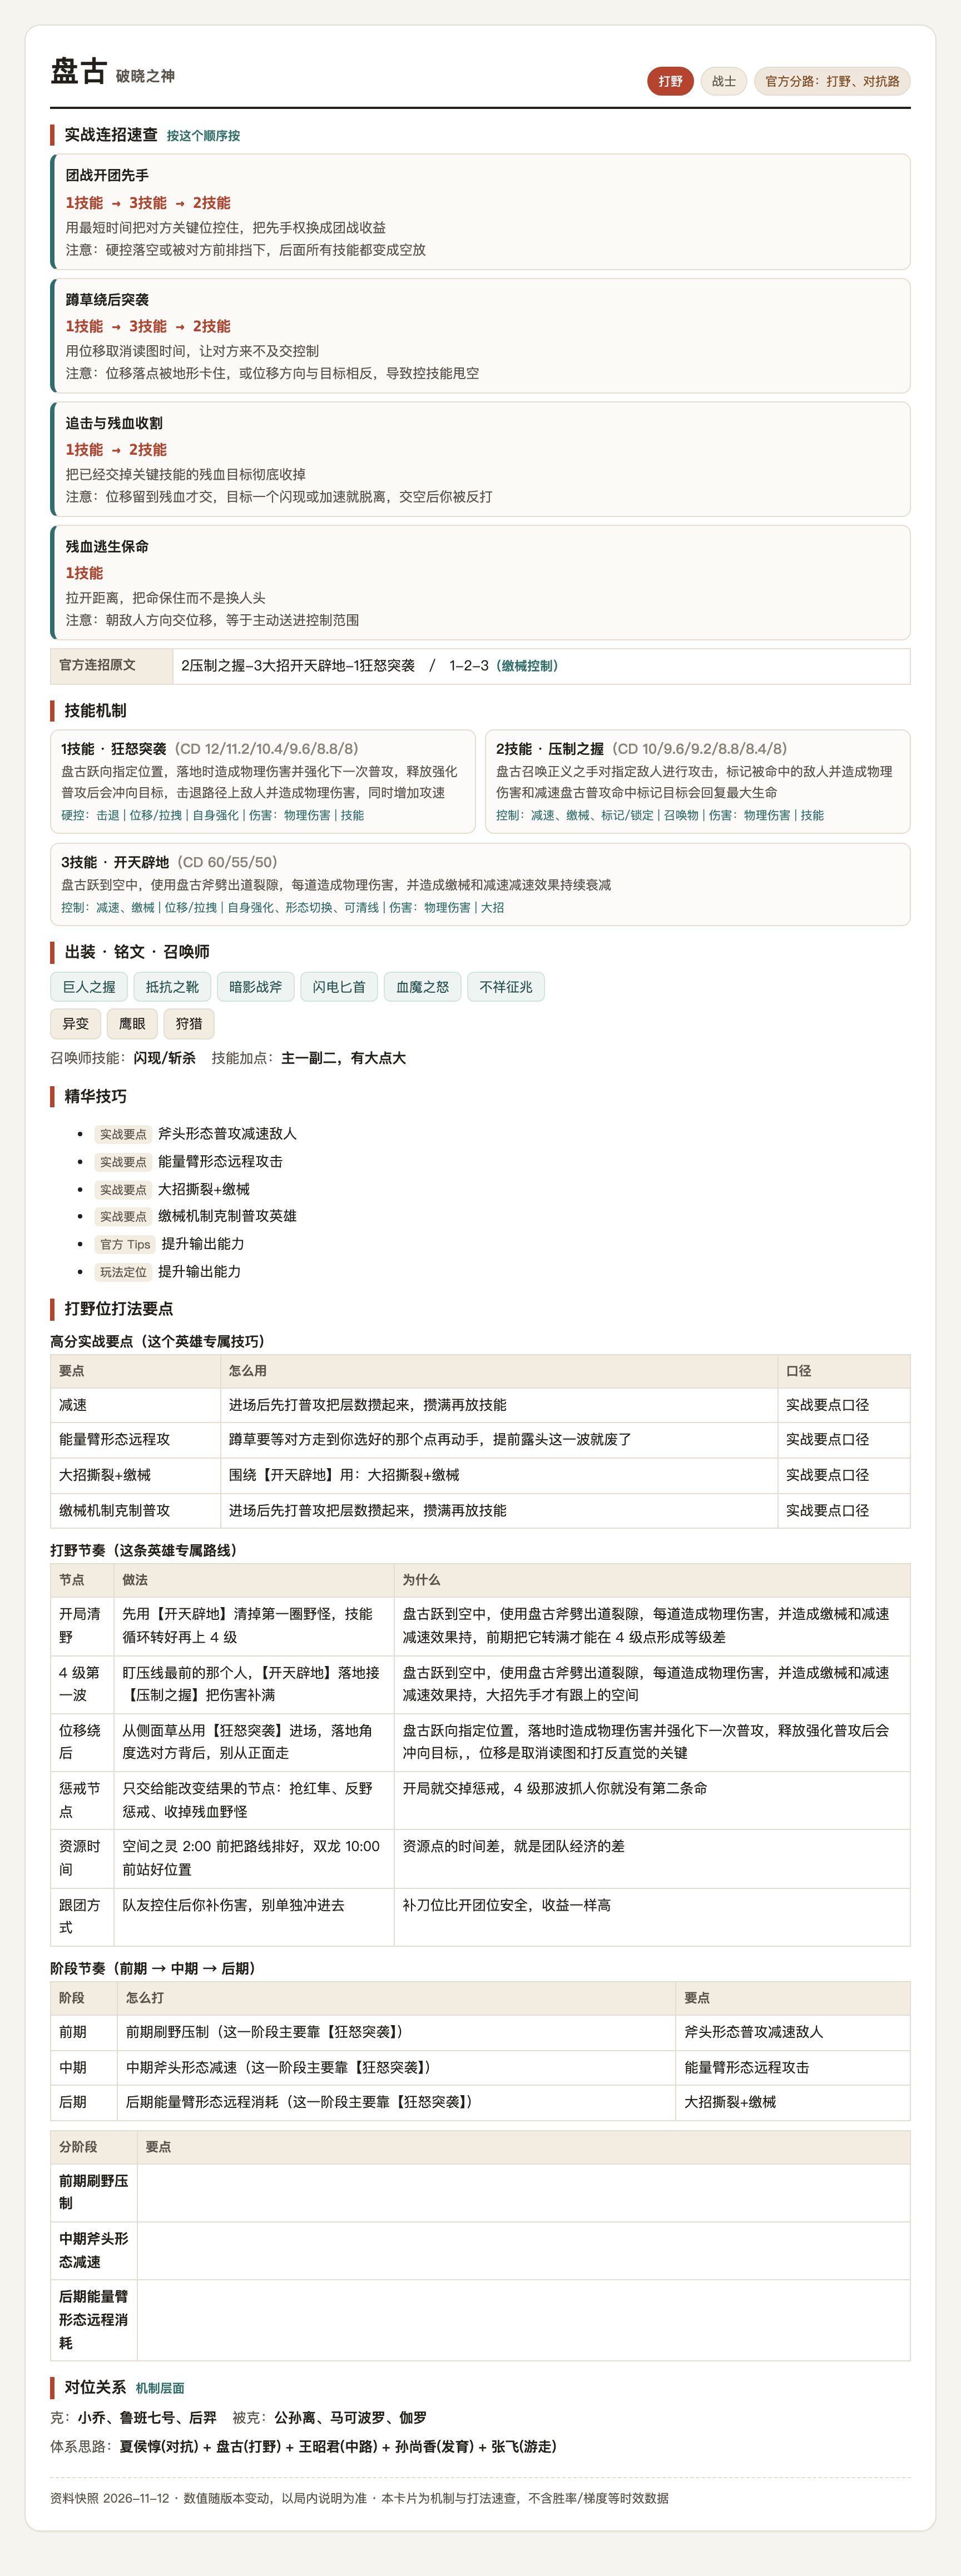 盘古 破晓之神
打野 战士 官方分路：打野、对抗路
实战连招速查 按这个顺序按
团战开团先手
1技能 → 3技能 → 2技能
用最短时间把对方关键位控住，把先手权换成团战收益
注意：硬控落空或被对方前排挡下，后面所有技能都变成空放
蹲草绕后突袭
1技能 → 3技能 → 2技能
用位移取消读图时间，让对方来不及交控制
注意：位移落点被地形卡住，或位移方向与目标相反，导致控技能甩空
追击与残血收割
1技能 → 2技能
把已经交掉关键技能的残血目标彻底收掉
注意：位移留到残血才交，目标一个闪现或加速就脱离，交空后你被反打
残血逃生保命
1技能
拉开距离，把命保住而不是换人头
注意：朝敌人方向交位移，等于主动送进控制范围
官方连招原文 2压制之握-3大招开天辟地-1狂怒突袭 / 1-2-3（缴械控制）
技能机制
1技能 · 狂怒突袭（CD 12/11.2/10.4/9.6/8.8/8）
盘古跃向指定位置，落地时造成物理伤害并强化下一次普攻，释放强化
普攻后会冲向目标，击退路径上敌人并造成物理伤害，同时增加攻速
硬控：击退 | 位移/拉拽 | 自身强化 | 伤害：物理伤害 | 技能
2技能 · 压制之握（CD 10/9.6/9.2/8.8/8.4/8）
盘古召唤正义之手对指定敌人进行攻击，标记被命中的敌人并造成物理
伤害和减速盘古普攻命中标记目标会回复最大生命
控制：减速、缴械、标记/锁定 | 召唤物 | 伤害：物理伤害 | 技能
3技能 · 开天辟地（CD 60/55/50）
盘古跃到空中，使用盘古斧劈出道裂隙，每道造成物理伤害，并造成缴械和减速减速效果持续衰减
控制：减速、缴械 | 位移/拉拽 | 自身强化、形态切换、可清线 | 伤害：物理伤害 | 大招
出装 · 铭文 · 召唤师
巨人之握 抵抗之靴 暗影战斧 闪电匕首 血魔之怒 不祥征兆
异变 鹰眼 狩猎
召唤师技能：闪现/斩杀 技能加点：主一副二，有大点大
精华技巧
• 实战要点 斧头形态普攻减速敌人
• 实战要点 能量臂形态远程攻击
• 实战要点 大招撕裂+缴械
• 实战要点 缴械机制克制普攻英雄
• 官方 Tips 提升输出能力
• 玩法定位 提升输出能力
打野位打法要点
高分实战要点（这个英雄专属技巧）
要点 怎么用 口径
减速 进场后先打普攻把层数攒起来，攒满再放技能 实战要点口径
能量臂形态远程攻 蹲草要等对方走到你选好的那个点再动手，提前露头这一波就废了 实战要点口径
大招撕裂+缴械 围绕【开天辟地】用：大招撕裂+缴械 实战要点口径
缴械机制克制普攻 进场后先打普攻把层数攒起来，攒满再放技能 实战要点口径
打野节奏（这条英雄专属路线）
节点 做法 为什么
开局清
野
先用【开天辟地】清掉第一圈野怪，技能
循环转好再上 4 级
盘古跃到空中，使用盘古斧劈出道裂隙，每道造成物理伤害，并造成缴械和减速
减速效果持，前期把它转满才能在 4 级点形成等级差
4 级第
一波
盯压线最前的那个人，【开天辟地】落地接
【压制之握】把伤害补满
盘古跃到空中，使用盘古斧劈出道裂隙，每道造成物理伤害，并造成缴械和减速
减速效果持，大招先手才有跟上的空间
位移绕
后
从侧面草丛用【狂怒突袭】进场，落地角
度选对方背后，别从正面走
盘古跃向指定位置，落地时造成物理伤害并强化下一次普攻，释放强化普攻后会
冲向目标，，位移是取消读图和打反直觉的关键
惩戒节
点
只交给能改变结果的节点：抢红隼、反野
惩戒、收掉残血野怪
开局就交掉惩戒，4 级那波抓人你就没有第二条命
资源时
间
空间之灵 2:00 前把路线排好，双龙 10:00
前站好位置
资源点的时间差，就是团队经济的差
跟团方
式
队友控住后你补伤害，别单独冲进去
补刀位比开团位安全，收益一样高
阶段节奏（前期 → 中期 → 后期）
阶段 怎么打 要点
前期 前期刷野压制（这一阶段主要靠【狂怒突袭】） 斧头形态普攻减速敌人
中期 中期斧头形态减速（这一阶段主要靠【狂怒突袭】） 能量臂形态远程攻击
后期 后期能量臂形态远程消耗（这一阶段主要靠【狂怒突袭】） 大招撕裂+缴械
分阶段 要点
前期刷野压
制
中期斧头形
态减速
后期能量臂
形态远程消
耗
对位关系 机制层面
克：小乔、鲁班七号、后羿 被克：公孙离、马可波罗、伽罗
体系思路：夏侯惇(对抗) + 盘古(打野) + 王昭君(中路) + 孙尚香(发育) + 张飞(游走)
资料快照 2026-11-12 · 数值随版本变动，以局内说明为准 · 本卡片为机制与打法速查，不含胜率/梯度等时效数据